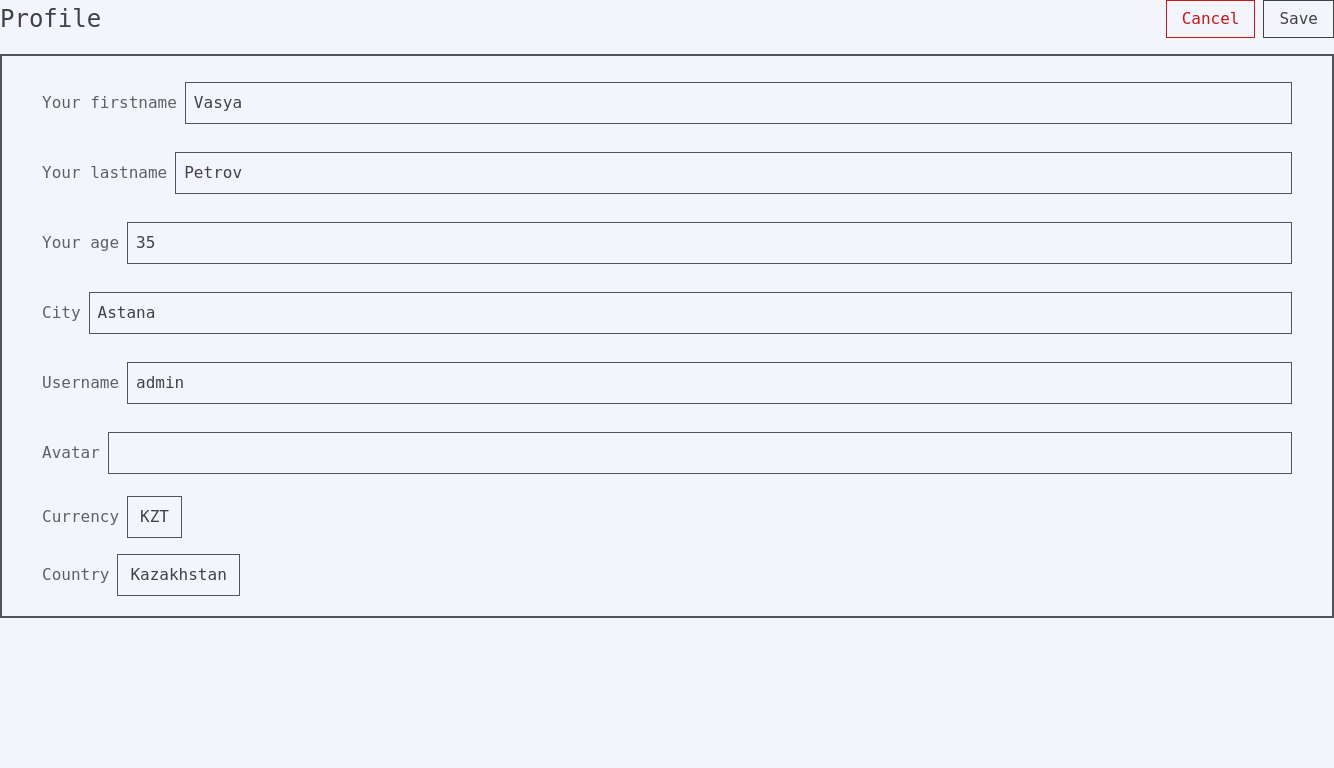 Profile Cancel Save
Your firstname Vasya
Your lastname Petrov
Your age 35
City Astana
Username admin
Avatar
Currency KZT
Country Kazakhstan